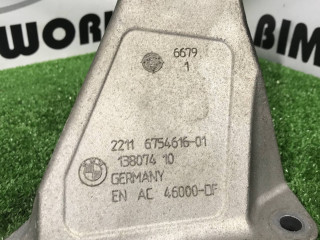 WORL
BIM
6679
1
2211 6754616-01
138074 10
GERMANY
EN AC 46000-DF